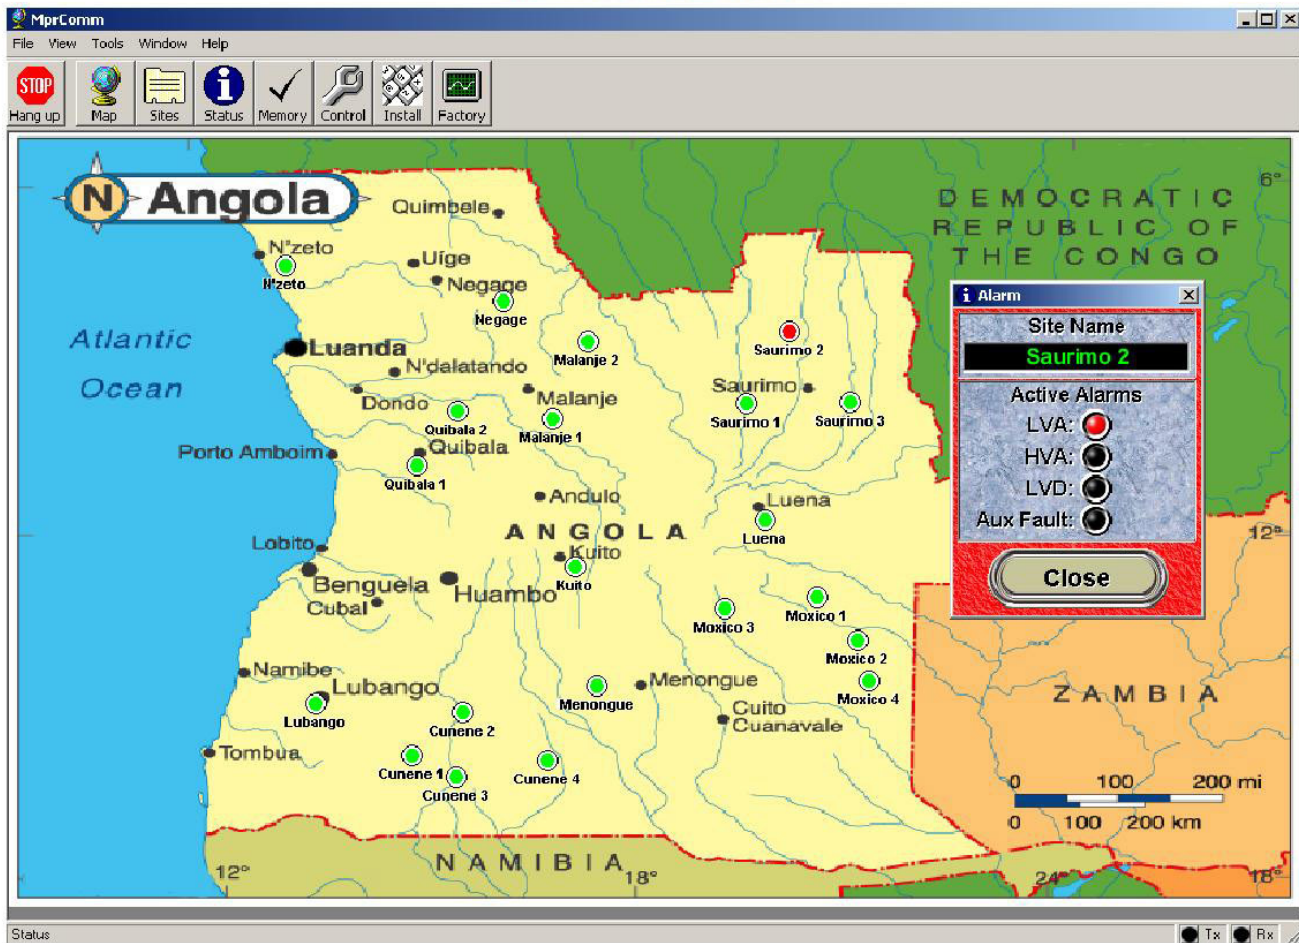 MprComm
File View Tools Window Help
STOP
Hang up Map Sites Status Memory Control Install Factory
N Angola
6°
DEMOCRATIC
REPUBLIC OF
THE CONGO
Quimbele
N'zeto
N'zeto
Uíge
Negage
Negage
Atlantic
Ocean
Luanda
Malanje 2
Saurimo 2
N'dalatando
Dondo
Malanje
Saurimo
Quibala 2
Malanje 1
Saurimo 1
Saurimo 3
Porto Amboim
Quibala
Quibala 1
Andulo
Luena
Luena
ANGOLA
12°
Lobito
Kuito
Kuito
Benguela
Huambo
Cubal
Moxico 3
Moxico 1
Moxico 2
Moxico 4
Namibe
Lubango
Lubango
Menongue
Menongue
Cunene 2
Cuito
Cuanavale
ZAMBIA
Tombua
Cunene 1
Cunene 3
Cunene 4
0 100 200 mi
0 100 200 km
NAMIBIA
12°
18°
24°
18°
i Alarm
Site Name
Saurimo 2
Active Alarms
LVA:
HVA:
LVD:
Aux Fault:
Close
Status
Tx Rx